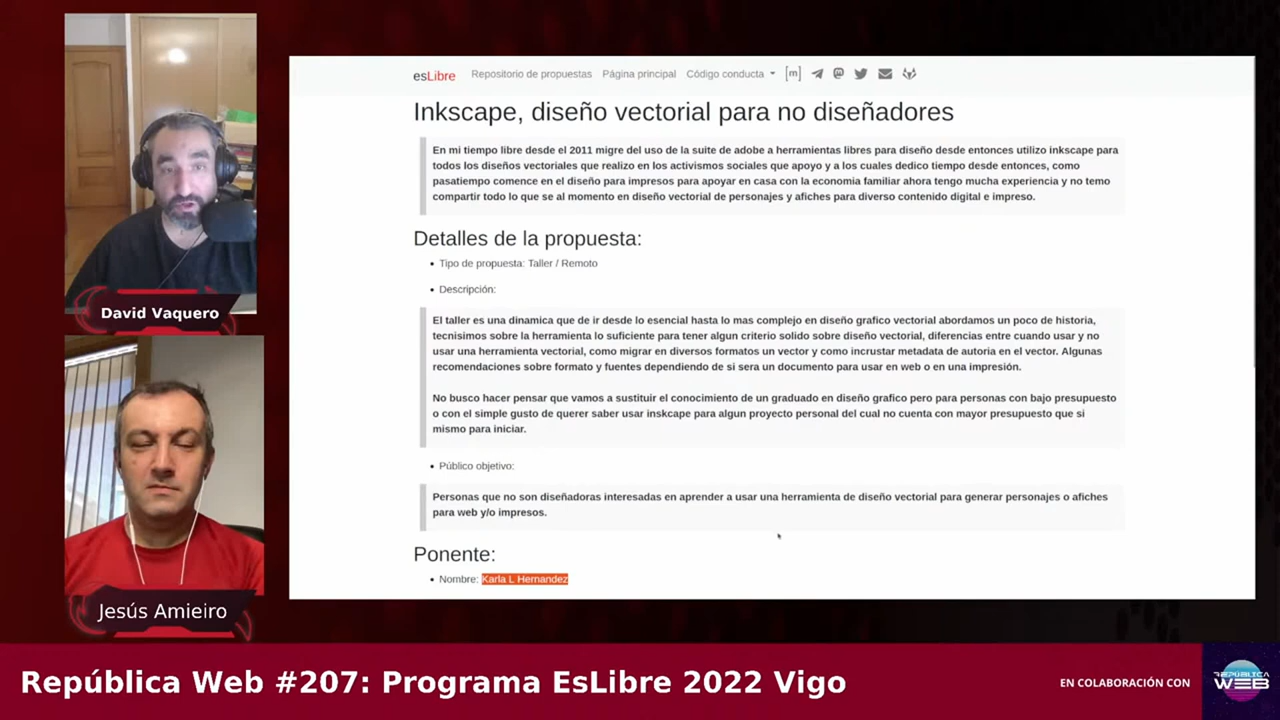 esLibre Repositorio de propuestas Página principal Código conducta [m]
Inkscape, diseño vectorial para no diseñadores
En mi tiempo libre desde el 2011 migre del uso de la suite de adobe a herramientas libres para diseño desde entonces utilizo inkscape para
todos los diseños vectoriales que realizo en los activismos sociales que apoyo y a los cuales dedico tiempo desde entonces, como
pasatiempo comence en el diseño para impresos para apoyar en casa con la economia familiar ahora tengo mucha experiencia y no temo
compartir todo lo que se al momento en diseño vectorial de personajes y afiches para diverso contenido digital e impreso.
Detalles de la propuesta:
• Tipo de propuesta: Taller / Remoto
• Descripción:
El taller es una dinamica que de ir desde lo esencial hasta lo mas complejo en diseño grafico vectorial abordamos un poco de historia,
tecnisimos sobre la herramienta lo suficiente para tener algun criterio solido sobre diseño vectorial, diferencias entre cuando usar y no
usar una herramienta vectorial, como migrar en diversos formatos un vector y como incrustar metadata de autoria en el vector. Algunas
recomendaciones sobre formato y fuentes dependiendo de si sera un documento para usar en web o en una impresión.
No busco hacer pensar que vamos a sustituir el conocimiento de un graduado en diseño grafico pero para personas con bajo presupuesto
o con el simple gusto de querer saber usar inskcape para algun proyecto personal del cual no cuenta con mayor presupuesto que si
mismo para iniciar.
• Público objetivo:
Personas que no son diseñadoras interesadas en aprender a usar una herramienta de diseño vectorial para generar personajes o afiches
para web y/o impresos.
Ponente:
• Nombre: Karla L Hernandez
David Vaquero
Jesús Amieiro
República Web #207: Programa EsLibre 2022 Vigo
EN COLABORACIÓN CON
REPÚBLICA
WEB